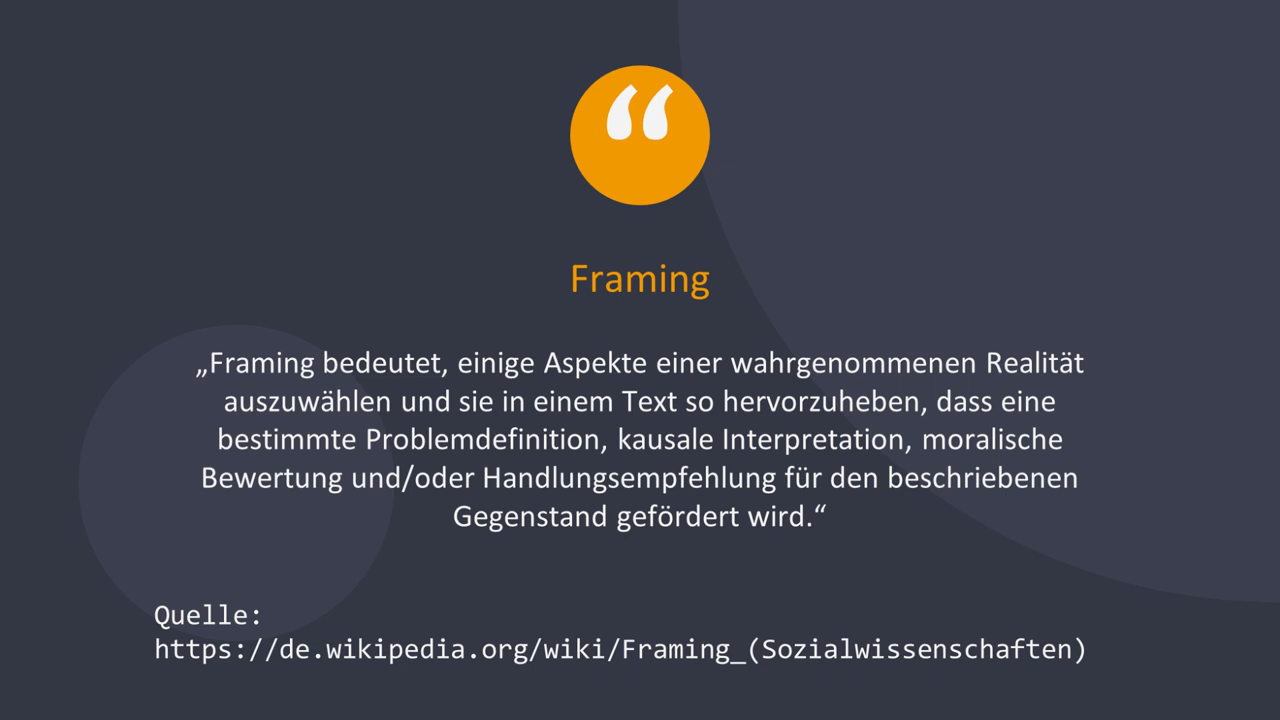 “
Framing
„Framing bedeutet, einige Aspekte einer wahrgenommenen Realität
auszuwählen und sie in einem Text so hervorzuheben, dass eine
bestimmte Problemdefinition, kausale Interpretation, moralische
Bewertung und/oder Handlungsempfehlung für den beschriebenen
Gegenstand gefördert wird.“
Quelle:
https://de.wikipedia.org/wiki/Framing_(Sozialwissenschaften)